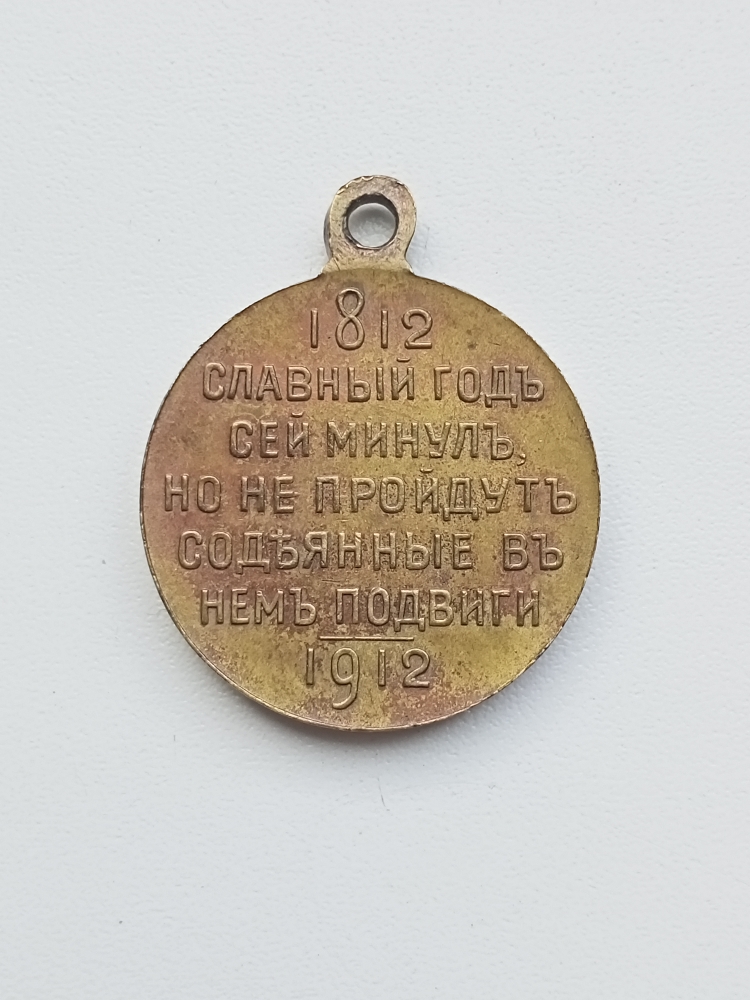 1812
СЛАВНЫЙ ГОДЪ
СЕЙ МИНУЛЪ,
НО НЕ ПРОЙДУТЪ
СОДѢЯННЫЕ ВЪ
НЕМЪ ПОДВИГИ
1912